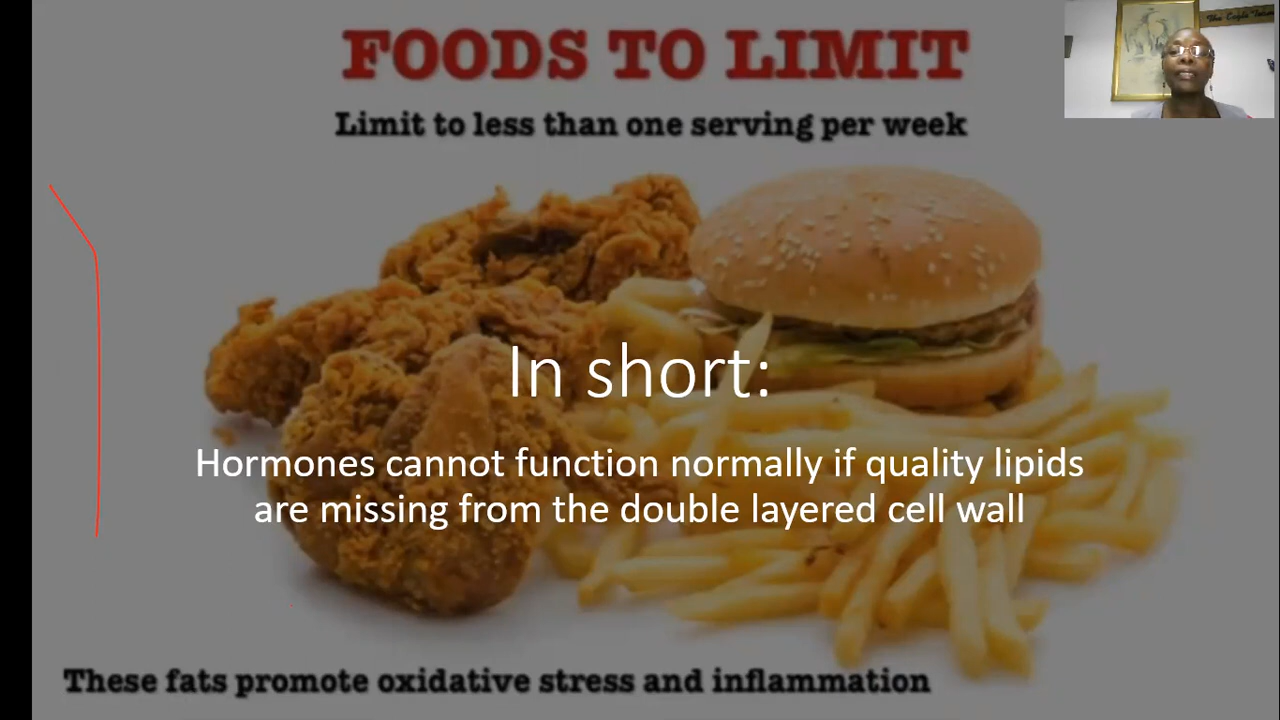 FOODS TO LIMIT
Limit to less than one serving per week
In short:
Hormones cannot function normally if quality lipids
are missing from the double layered cell wall
These fats promote oxidative stress and inflammation